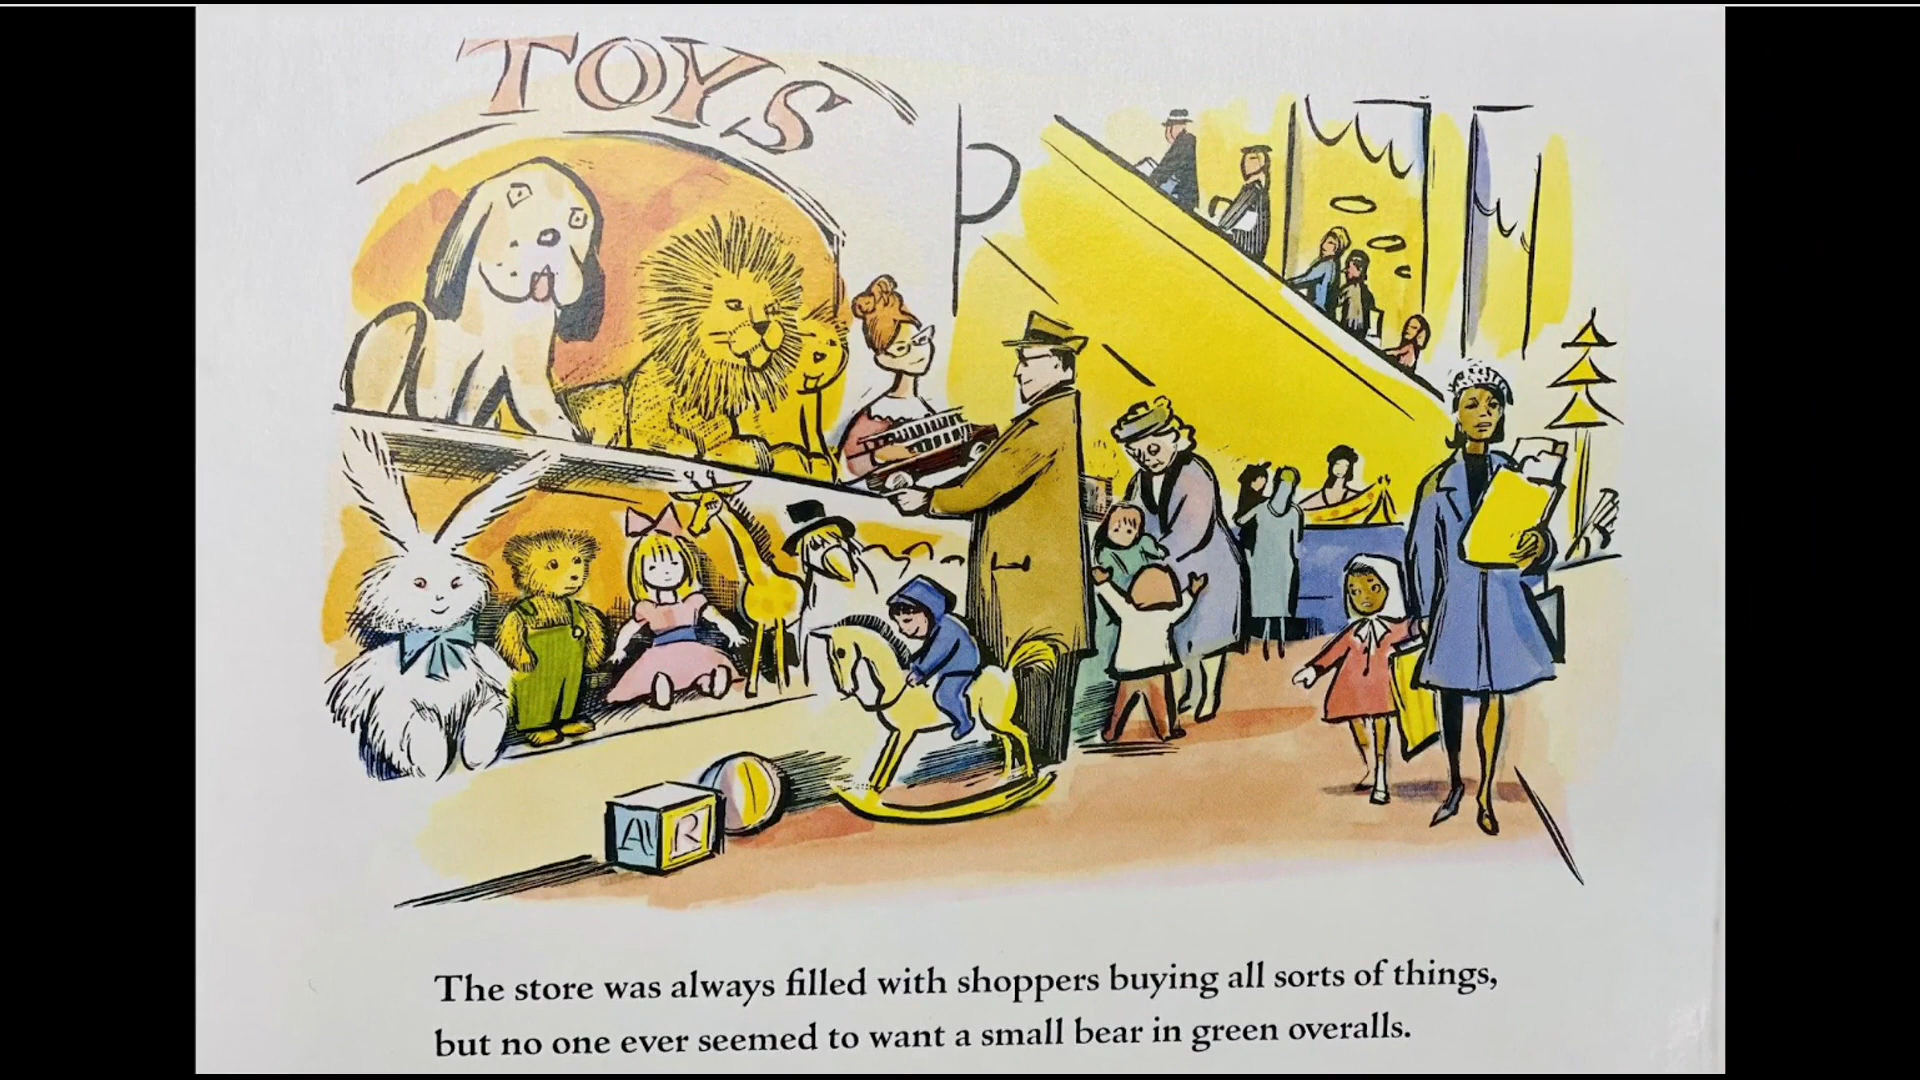 TOYS
A R
The store was always filled with shoppers buying all sorts of things,
but no one ever seemed to want a small bear in green overalls.